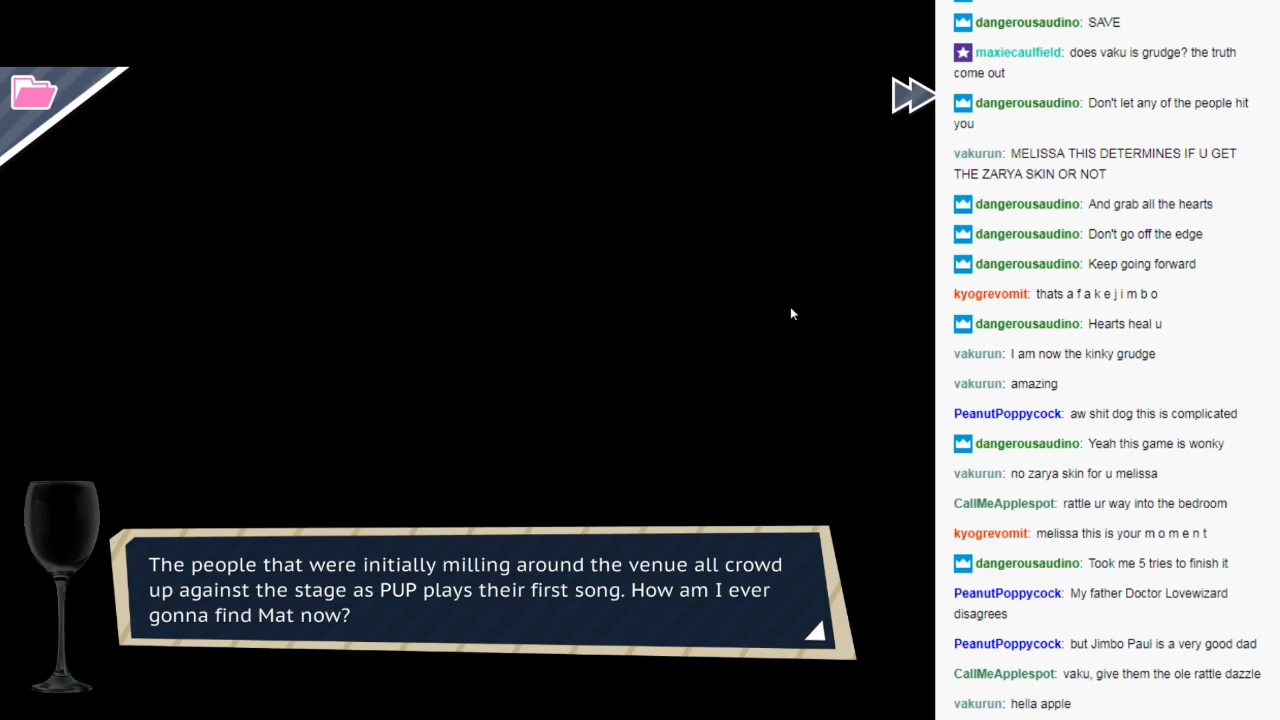 The people that were initially milling around the venue all crowd
up against the stage as PUP plays their first song. How am I ever
gonna find Mat now?
dangerousaudino: SAVE
maxiecaulfield: does vaku is grudge? the truth
come out
dangerousaudino: Don't let any of the people hit
you
vakurun: MELISSA THIS DETERMINES IF U GET
THE ZARYA SKIN OR NOT
dangerousaudino: And grab all the hearts
dangerousaudino: Don't go off the edge
dangerousaudino: Keep going forward
kyogrevomit: thats a f a k e j i m b o
dangerousaudino: Hearts heal u
vakurun: I am now the kinky grudge
vakurun: amazing
PeanutPoppycock: aw shit dog this is complicated
dangerousaudino: Yeah this game is wonky
vakurun: no zarya skin for u melissa
CallMeApplespot: rattle ur way into the bedroom
kyogrevomit: melissa this is your m o m e n t
dangerousaudino: Took me 5 tries to finish it
PeanutPoppycock: My father Doctor Lovewizard
disagrees
PeanutPoppycock: but Jimbo Paul is a very good dad
CallMeApplespot: vaku, give them the ole rattle dazzle
vakurun: hella apple